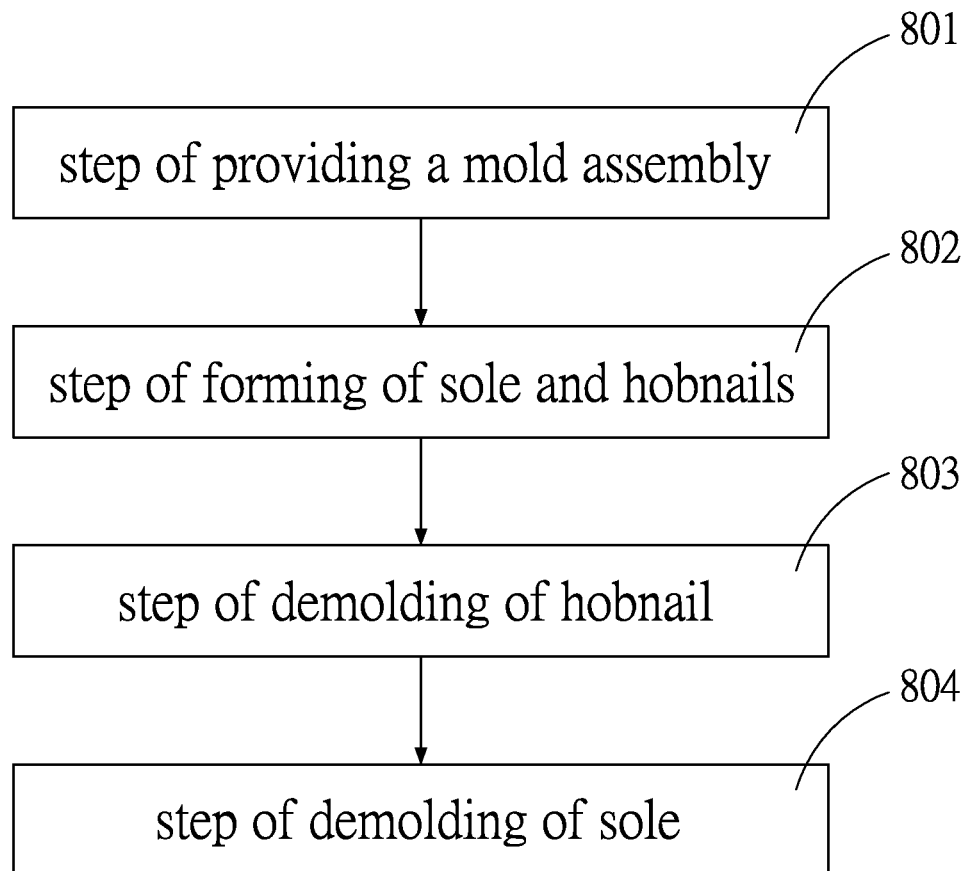 801
step of providing a mold assembly
802
step of forming of sole and hobnails
803
step of demolding of hobnail
804
step of demolding of sole